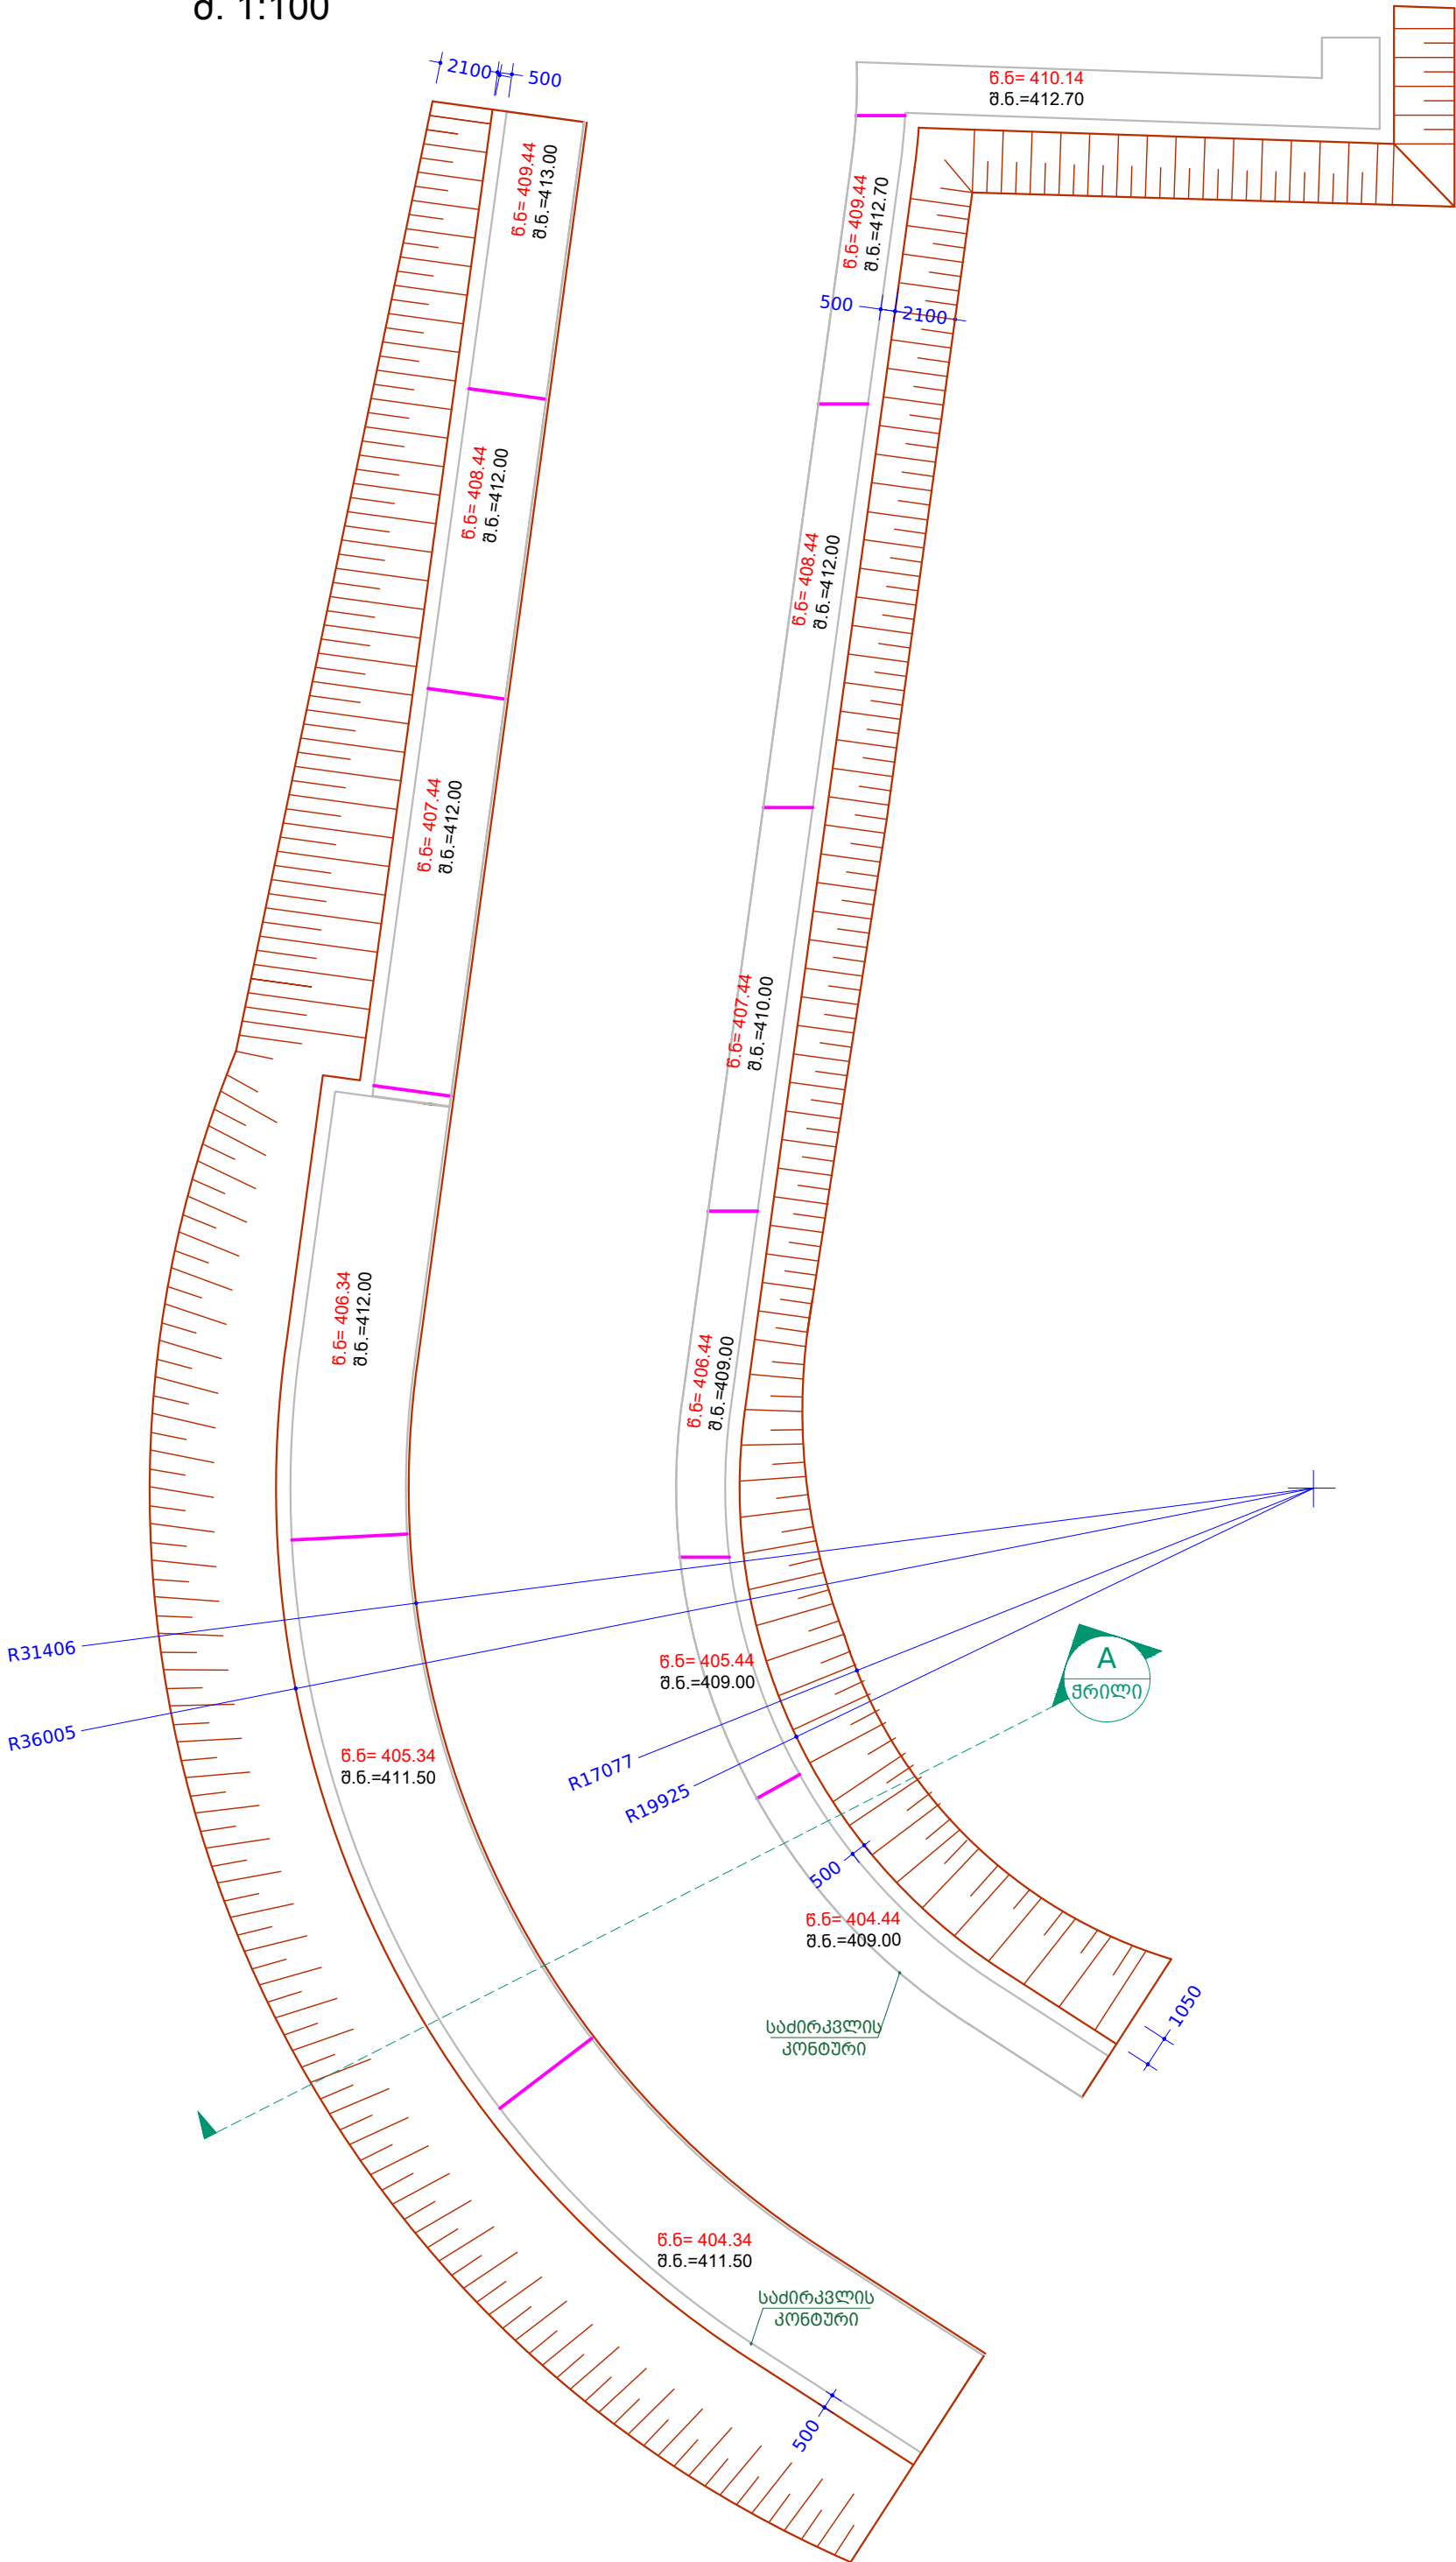 მ. 1:100
2100 500
წ.ნ= 410.14
შ.ნ.=412.70
წ.ნ= 409.44
შ.ნ.=413.00
წ.ნ= 409.44
შ.ნ.=412.70
500 2100
წ.ნ= 408.44
შ.ნ.=412.00
წ.ნ= 408.44
შ.ნ.=412.00
წ.ნ= 407.44
შ.ნ.=412.00
წ.ნ= 407.44
შ.ნ.=410.00
წ.ნ= 406.34
შ.ნ.=412.00
წ.ნ= 406.44
შ.ნ.=409.00
R31406
წ.ნ= 405.44
შ.ნ.=409.00
A
ჭრილი
R36005
წ.ნ= 405.34
შ.ნ.=411.50
R17077
R19925
500
წ.ნ= 404.44
შ.ნ.=409.00
1050
საძირკვლის
კონტური
წ.ნ= 404.34
შ.ნ.=411.50
საძირკვლის
კონტური
500